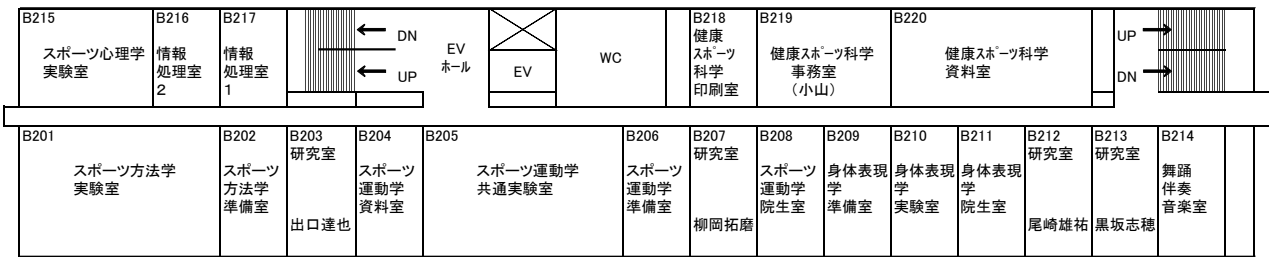 B215
スポーツ心理学
実験室
B216
情報
処理室
2
B217
情報
処理室
1
DN
UP
EV
ホール
EV
WC
B218
健康
スポーツ
科学
印刷室
B219
健康スポーツ科学
事務室
（小山）
B220
健康スポーツ科学
資料室
UP
DN
B201
スポーツ方法学
実験室
B202
スポーツ
方法学
準備室
B203
研究室
出口達也
B204
スポーツ
運動学
資料室
B205
スポーツ運動学
共通実験室
B206
スポーツ
運動学
準備室
B207
研究室
柳岡拓磨
B208
スポーツ
運動学
院生室
B209
身体表現
学
準備室
B210
身体表現
学
実験室
B211
身体表現
学
院生室
B212
研究室
尾崎雄祐
B213
研究室
黒坂志穂
B214
舞踊
伴奏
音楽室